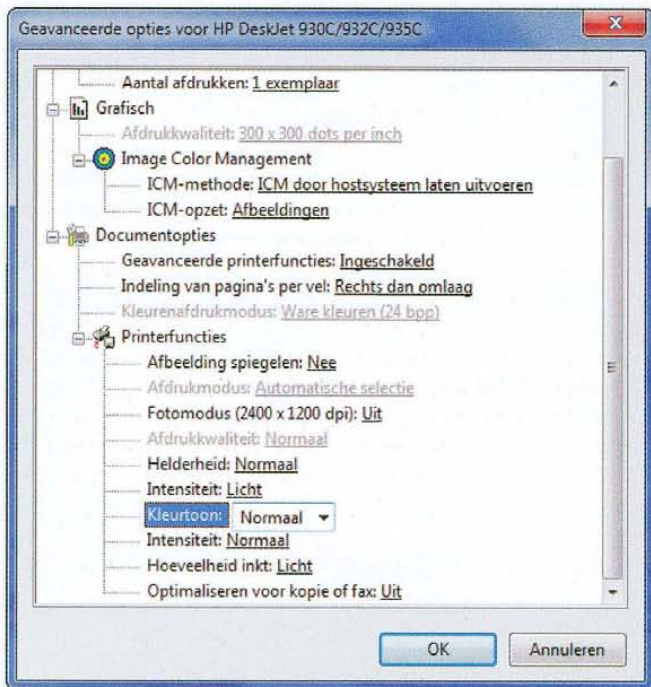 Geavanceerde opties voor HP DeskJet 930C/932C/935C
Aantal afdrukken: 1 exemplaar
Grafisch
Afdrukkwaliteit: 300 x 300 dots per inch
Image Color Management
ICM-methode: ICM door hostsysteem laten uitvoeren
ICM-opzet: Afbeeldingen
Documentopties
Geavanceerde printerfuncties: Ingeschakeld
Indeling van pagina's per vel: Rechts dan omlaag
Kleurenafdrukmodus: Ware kleuren (24 bpp)
Printerfuncties
Afbeelding spiegelen: Nee
Afdrukmodus: Automatische selectie
Fotomodus (2400 x 1200 dpi): Uit
Afdrukkwaliteit: Normaal
Helderheid: Normaal
Intensiteit: Licht
Kleurtoon: Normaal
Intensiteit: Normaal
Hoeveelheid inkt: Licht
Optimaliseren voor kopie of fax: Uit
OK Annuleren